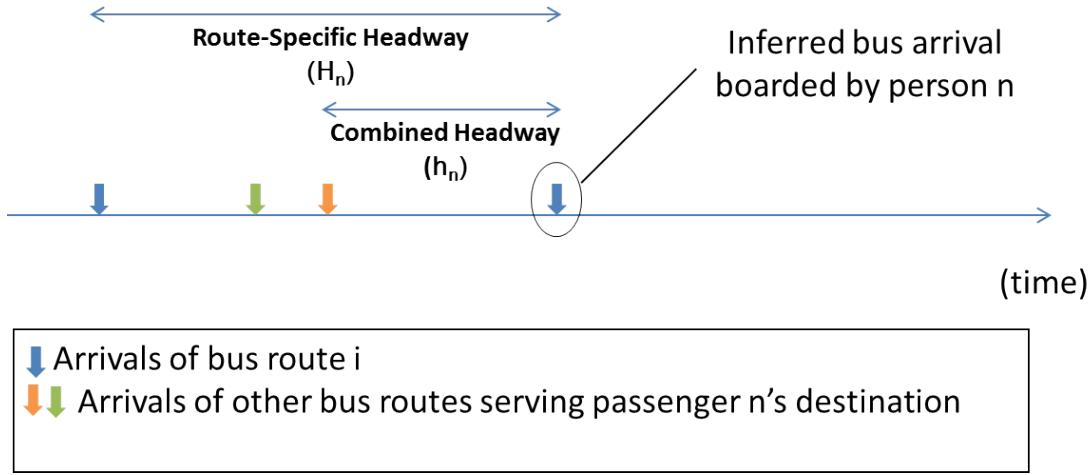 Route-Specific Headway
(Hn)
Combined Headway
(hn)
Inferred bus arrival
boarded by person n
(time)
Arrivals of bus route i
Arrivals of other bus routes serving passenger n's destination